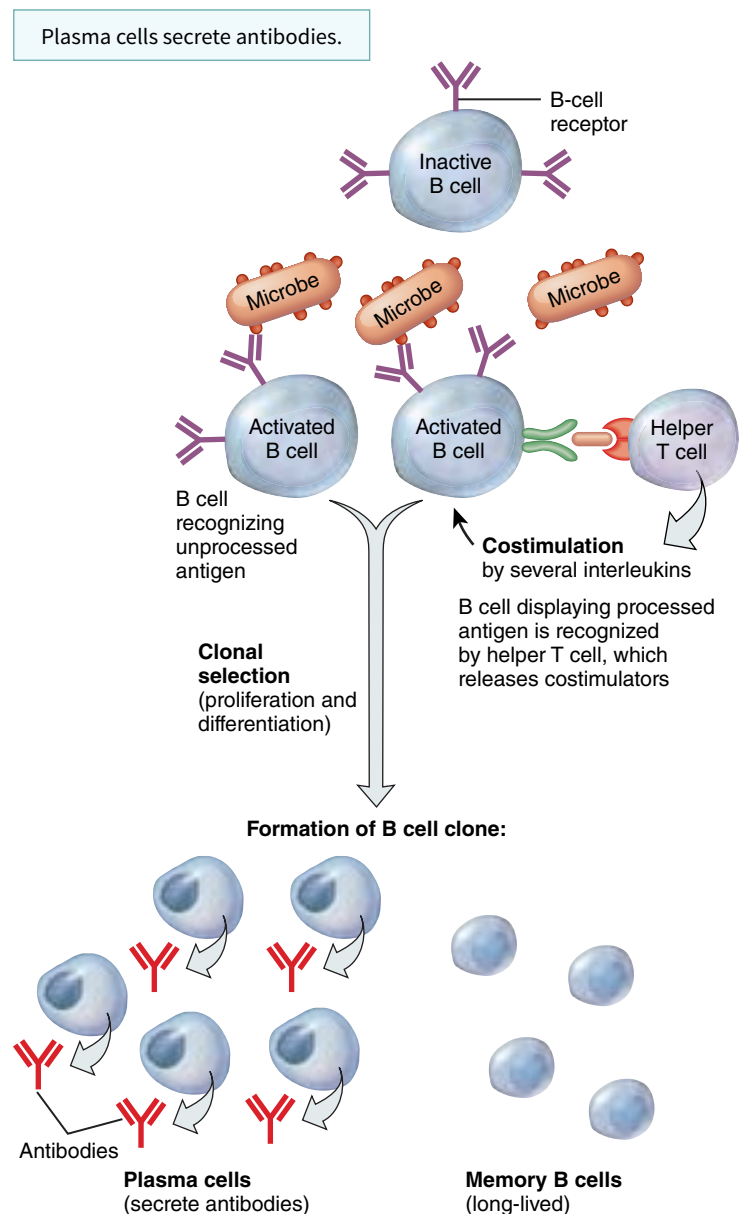 Plasma cells secrete antibodies.
B-cell
receptor
Inactive
B cell
Microbe
Microbe
Microbe
Activated
B cell
Activated
B cell
Helper
T cell
B cell
recognizing
unprocessed
antigen
Costimulation
by several interleukins
B cell displaying processed
antigen is recognized
by helper T cell, which
releases costimulators
Clonal
selection
(proliferation and
differentiation)
Formation of B cell clone:
Antibodies
Plasma cells
(secrete antibodies)
Memory B cells
(long-lived)